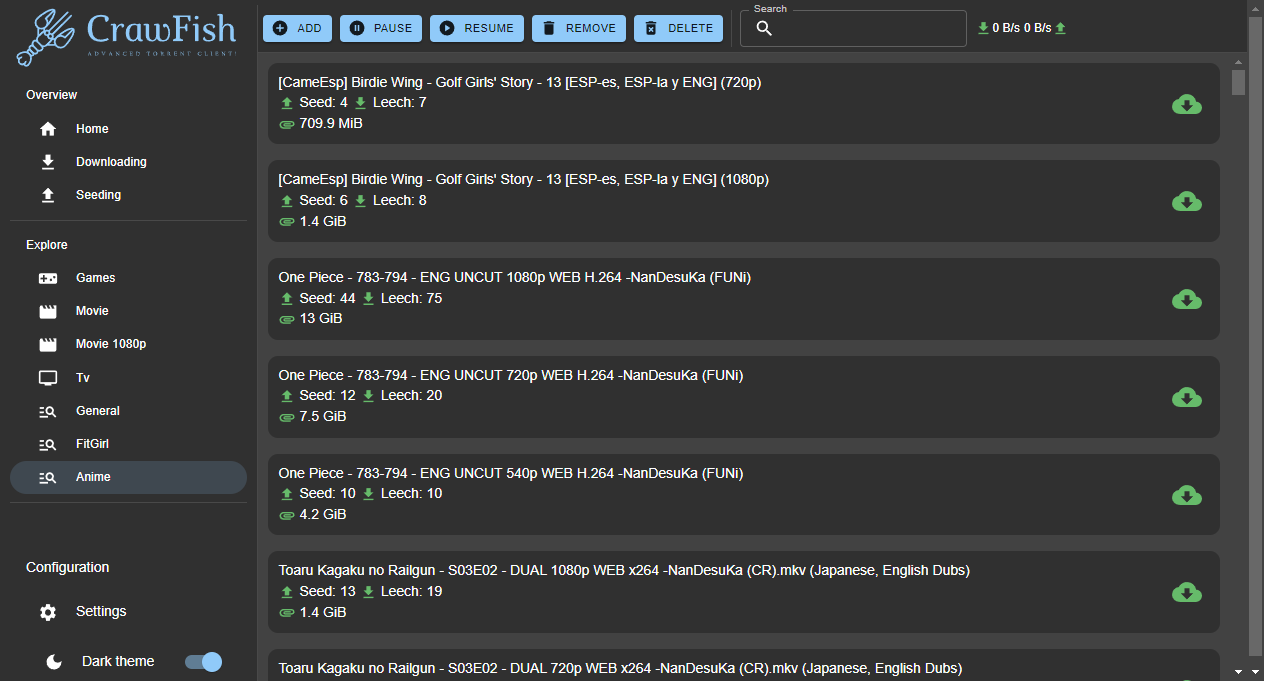 CrawFish
ADVANCED TORRENT CLIENT!
Overview
Home
Downloading
Seeding
Explore
Games
Movie
Movie 1080p
Tv
General
FitGirl
Anime
Configuration
Settings
Dark theme
ADD PAUSE RESUME REMOVE DELETE
Search
0 B/s 0 B/s
[CameEsp] Birdie Wing - Golf Girls' Story - 13 [ESP-es, ESP-la y ENG] (720p)
Seed: 4 Leech: 7
709.9 MiB
[CameEsp] Birdie Wing - Golf Girls' Story - 13 [ESP-es, ESP-la y ENG] (1080p)
Seed: 6 Leech: 8
1.4 GiB
One Piece - 783-794 - ENG UNCUT 1080p WEB H.264 -NanDesuKa (FUNi)
Seed: 44 Leech: 75
13 GiB
One Piece - 783-794 - ENG UNCUT 720p WEB H.264 -NanDesuKa (FUNi)
Seed: 12 Leech: 20
7.5 GiB
One Piece - 783-794 - ENG UNCUT 540p WEB H.264 -NanDesuKa (FUNi)
Seed: 10 Leech: 10
4.2 GiB
Toaru Kagaku no Railgun - S03E02 - DUAL 1080p WEB x264 -NanDesuKa (CR).mkv (Japanese, English Dubs)
Seed: 13 Leech: 19
1.4 GiB
Toaru Kagaku no Railgun - S03E02 - DUAL 720p WEB x264 -NanDesuKa (CR).mkv (Japanese, English Dubs)